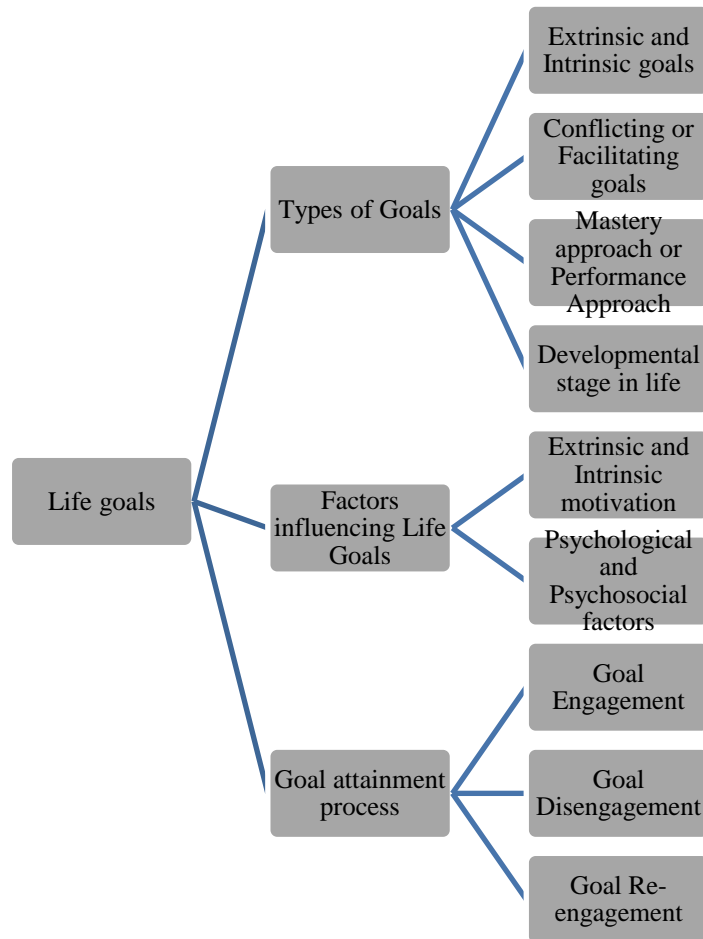 Life goals
Types of Goals
Extrinsic and
Intrinsic goals
Conflicting or
Facilitating
goals
Mastery
approach or
Performance
Approach
Developmental
stage in life
Factors
influencing Life
Goals
Extrinsic and
Intrinsic
motivation
Psychological
and
Psychosocial
factors
Goal attainment
process
Goal
Engagement
Goal
Disengagement
Goal Re-
engagement